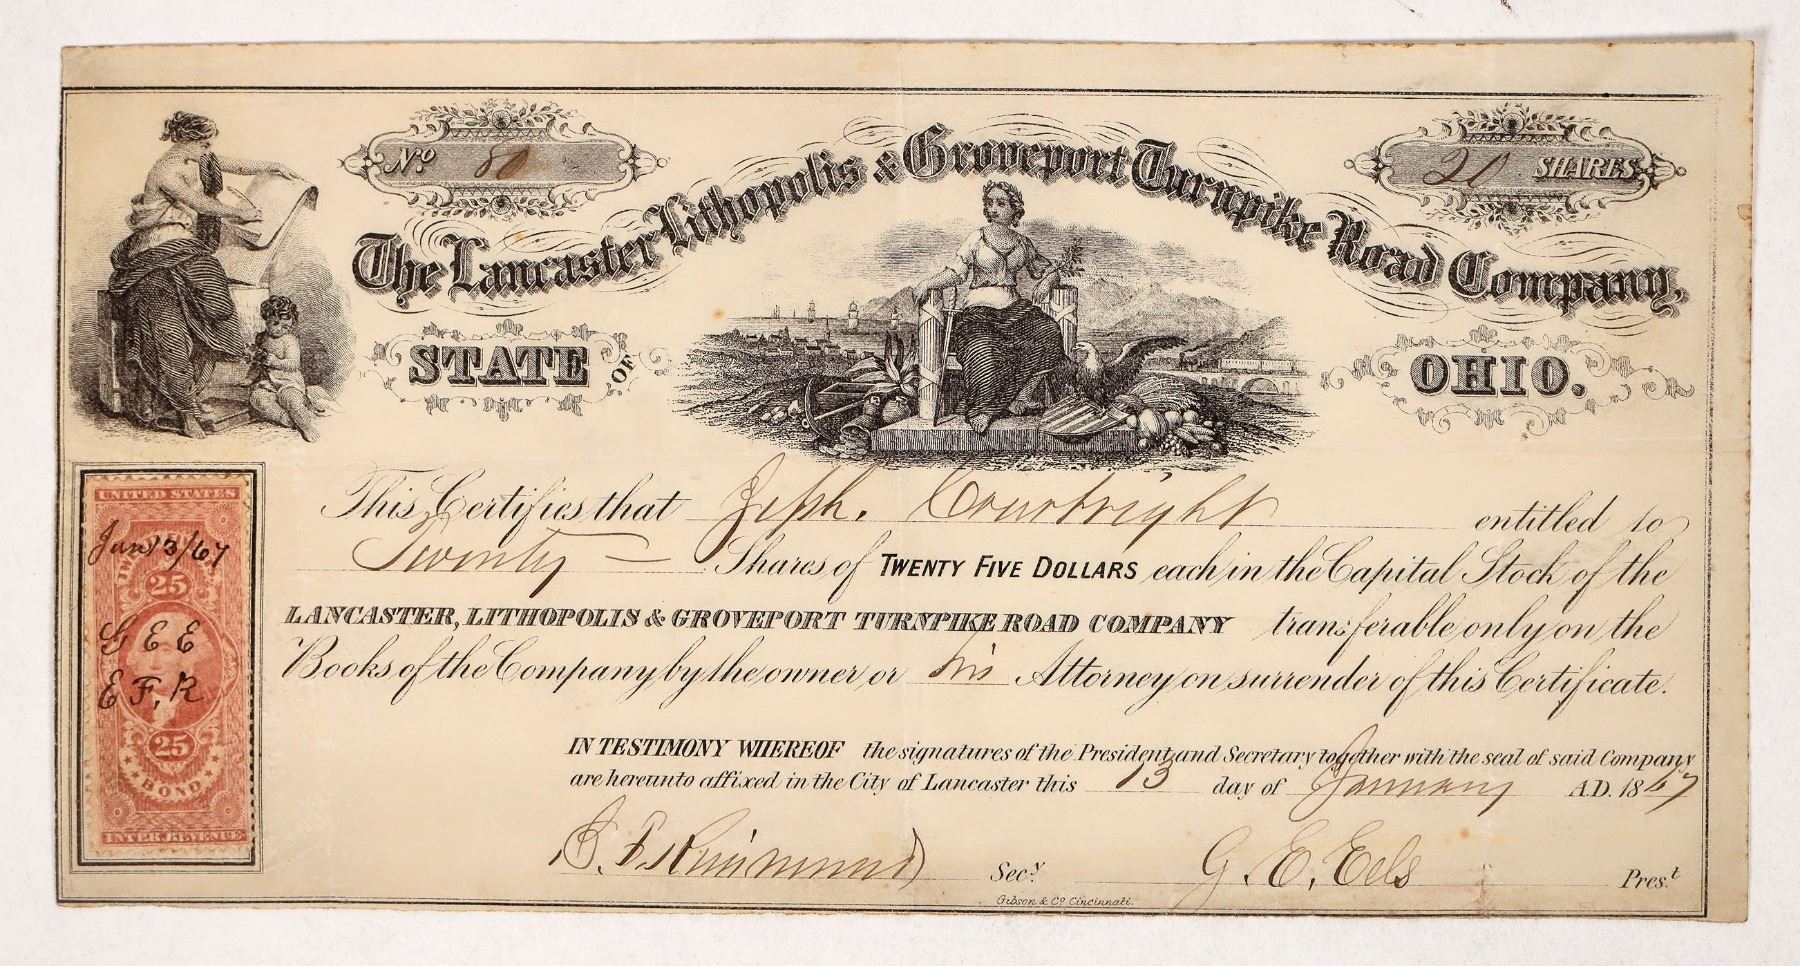 Nº 80
20 SHARES
The Lancaster Lithopolis & Groveport Turnpike Road Company,
STATE OF OHIO.
This Certifies that Courtright entitled to
Twenty — Shares of TWENTY FIVE DOLLARS each in the Capital Stock of the
LANCASTER, LITHOPOLIS & GROVEPORT TURNPIKE ROAD COMPANY transferable only on the
Books of the Company by the owner or his Attorney on surrender of this Certificate.
IN TESTIMONY WHEREOF the signatures of the President and Secretary together with the seal of said Company
are hereunto affixed in the City of Lancaster this 13 day of January A.D. 1867
Secy. G. E. Eels Prest.
Gibson & Co Cincinnati.
UNITED STATES
Jan 13/67
25
G E E
E F. R
25
BOND
INTER. REVENUE